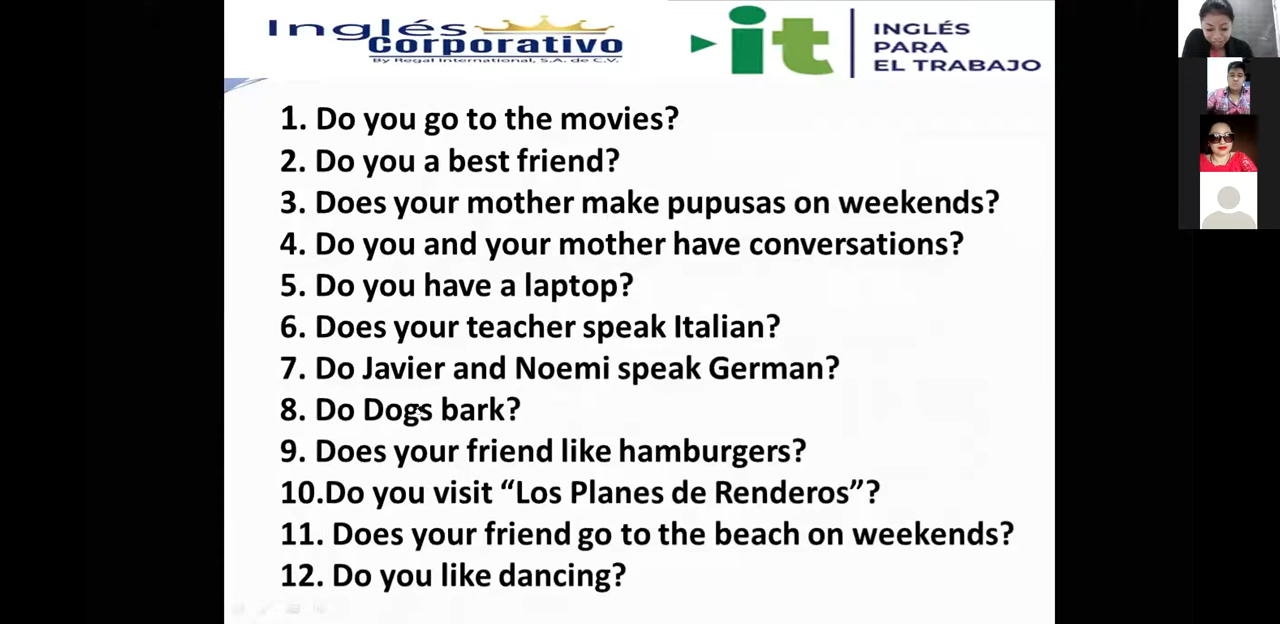 Inglés
Corporativo
By Regal International, S.A. de C.V.
it
INGLÉS
PARA
EL TRABAJO
1. Do you go to the movies?
2. Do you a best friend?
3. Does your mother make pupusas on weekends?
4. Do you and your mother have conversations?
5. Do you have a laptop?
6. Does your teacher speak Italian?
7. Do Javier and Noemi speak German?
8. Do Dogs bark?
9. Does your friend like hamburgers?
10.Do you visit “Los Planes de Renderos”?
11. Does your friend go to the beach on weekends?
12. Do you like dancing?